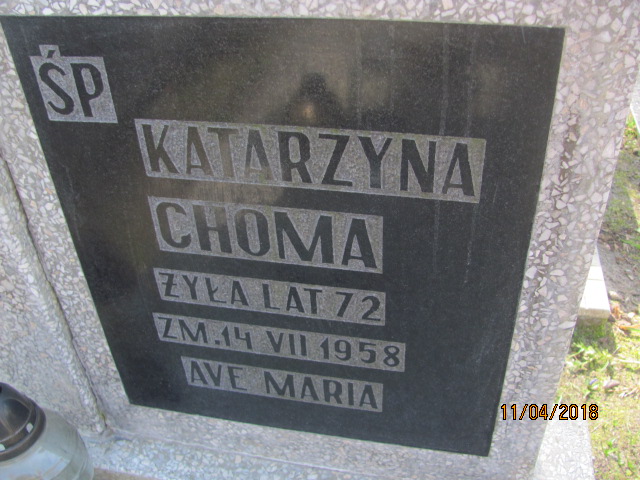 ŚP
KATARZYNA
CHOMA
ŻYŁA LAT 72
ZM. 14 VII 1958
AVE MARIA
11/04/2018